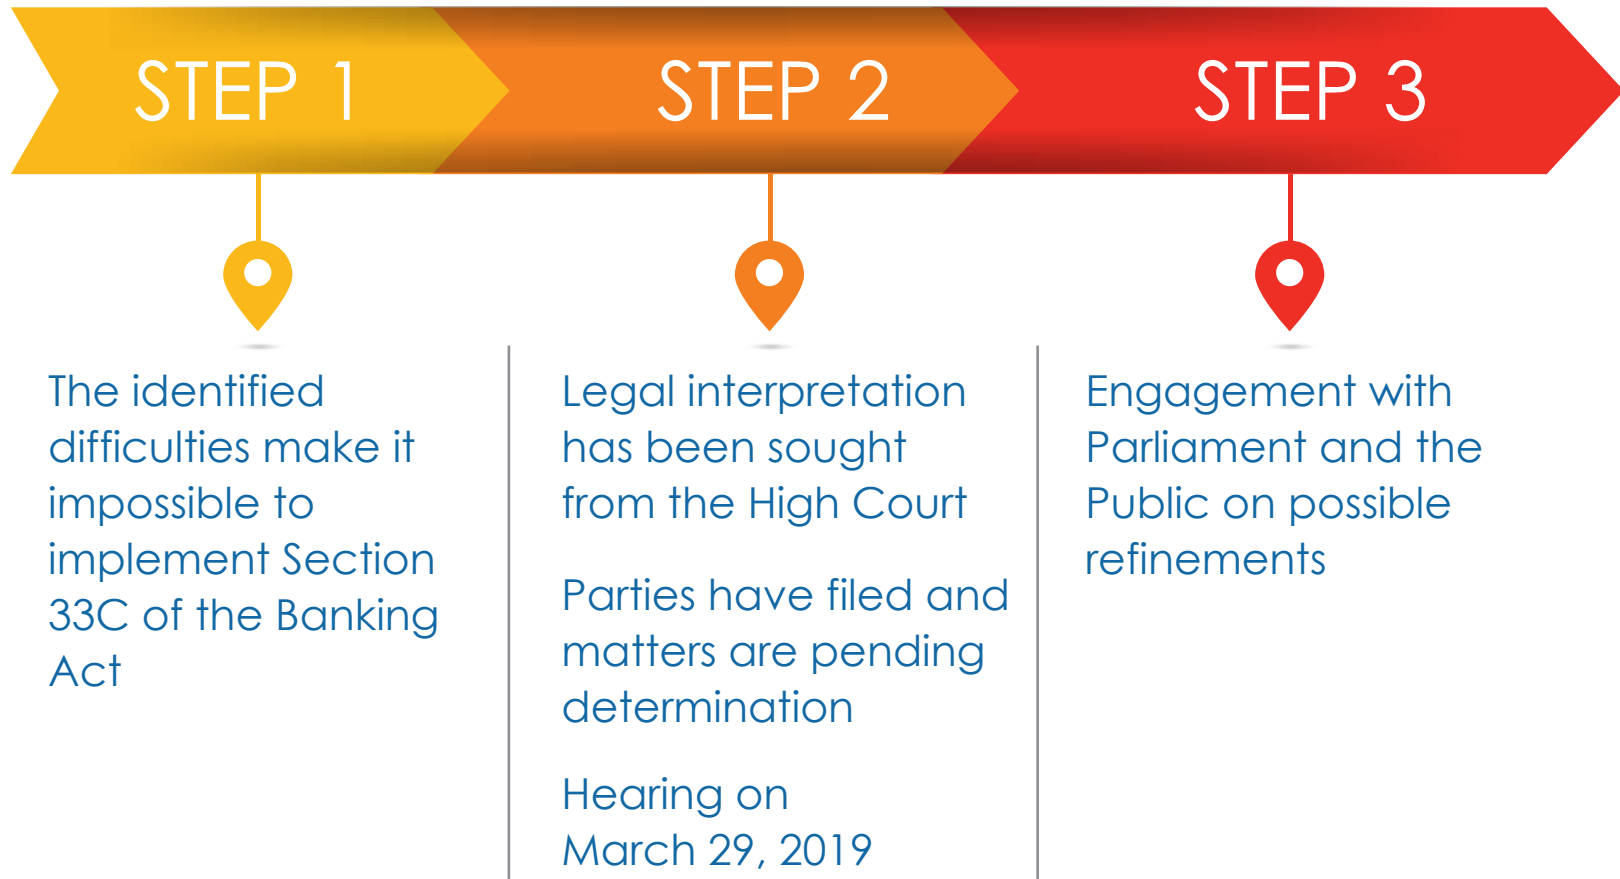 STEP 1
STEP 2
STEP 3
The identified
difficulties make it
impossible to
implement Section
33C of the Banking
Act
Legal interpretation
has been sought
from the High Court
Parties have filed and
matters are pending
determination
Hearing on
March 29, 2019
Engagement with
Parliament and the
Public on possible
refinements